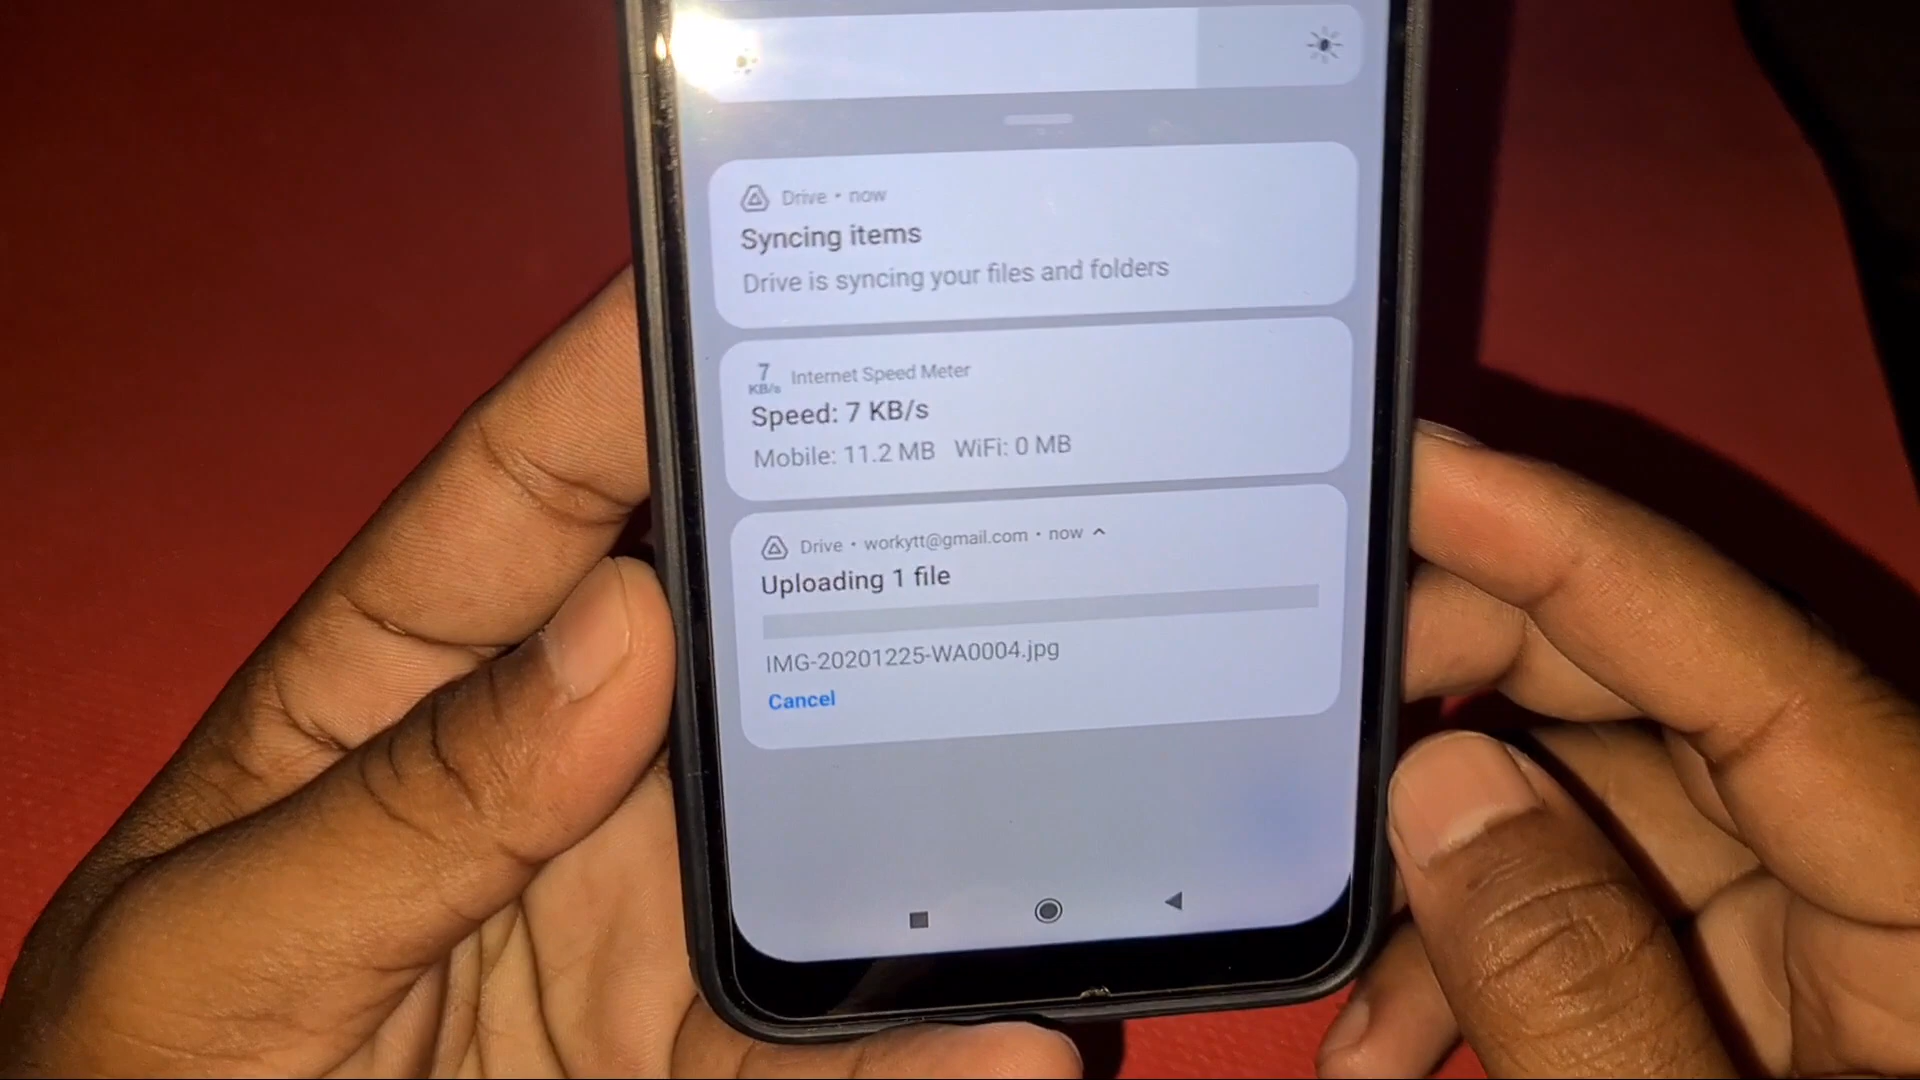 Drive • now
Syncing items
Drive is syncing your files and folders
7
KB/s
Internet Speed Meter
Speed: 7 KB/s
Mobile: 11.2 MB WiFi: 0 MB
Drive • workytt@gmail.com • now
Uploading 1 file
IMG-20201225-WA0004.jpg
Cancel